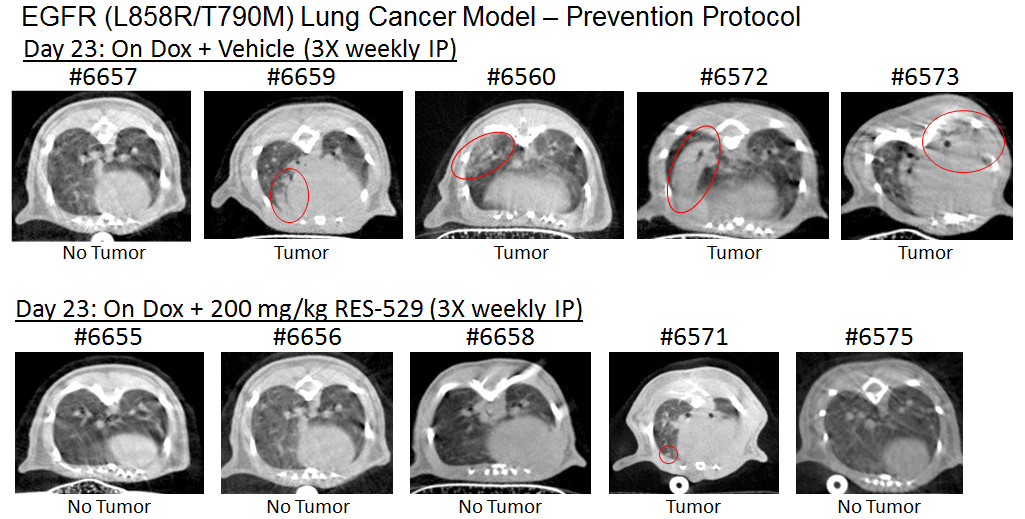 EGFR (L858R/T790M) Lung Cancer Model – Prevention Protocol
Day 23: On Dox + Vehicle (3X weekly IP)
#6657 #6659 #6560 #6572 #6573
No Tumor Tumor Tumor Tumor Tumor
Day 23: On Dox + 200 mg/kg RES-529 (3X weekly IP)
#6655 #6656 #6658 #6571 #6575
No Tumor No Tumor No Tumor Tumor No Tumor